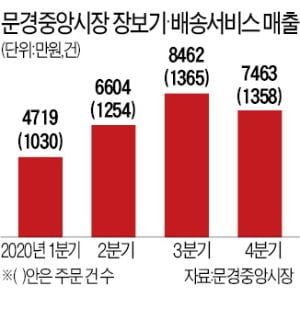 문경중앙시장 장보기·배송서비스 매출
(단위:만원,건)
4719
(1030)
6604
(1254)
8462
(1365)
7463
(1358)
2020년 1분기 2분기 3분기 4분기
※( )안은 주문 건수 자료:문경중앙시장